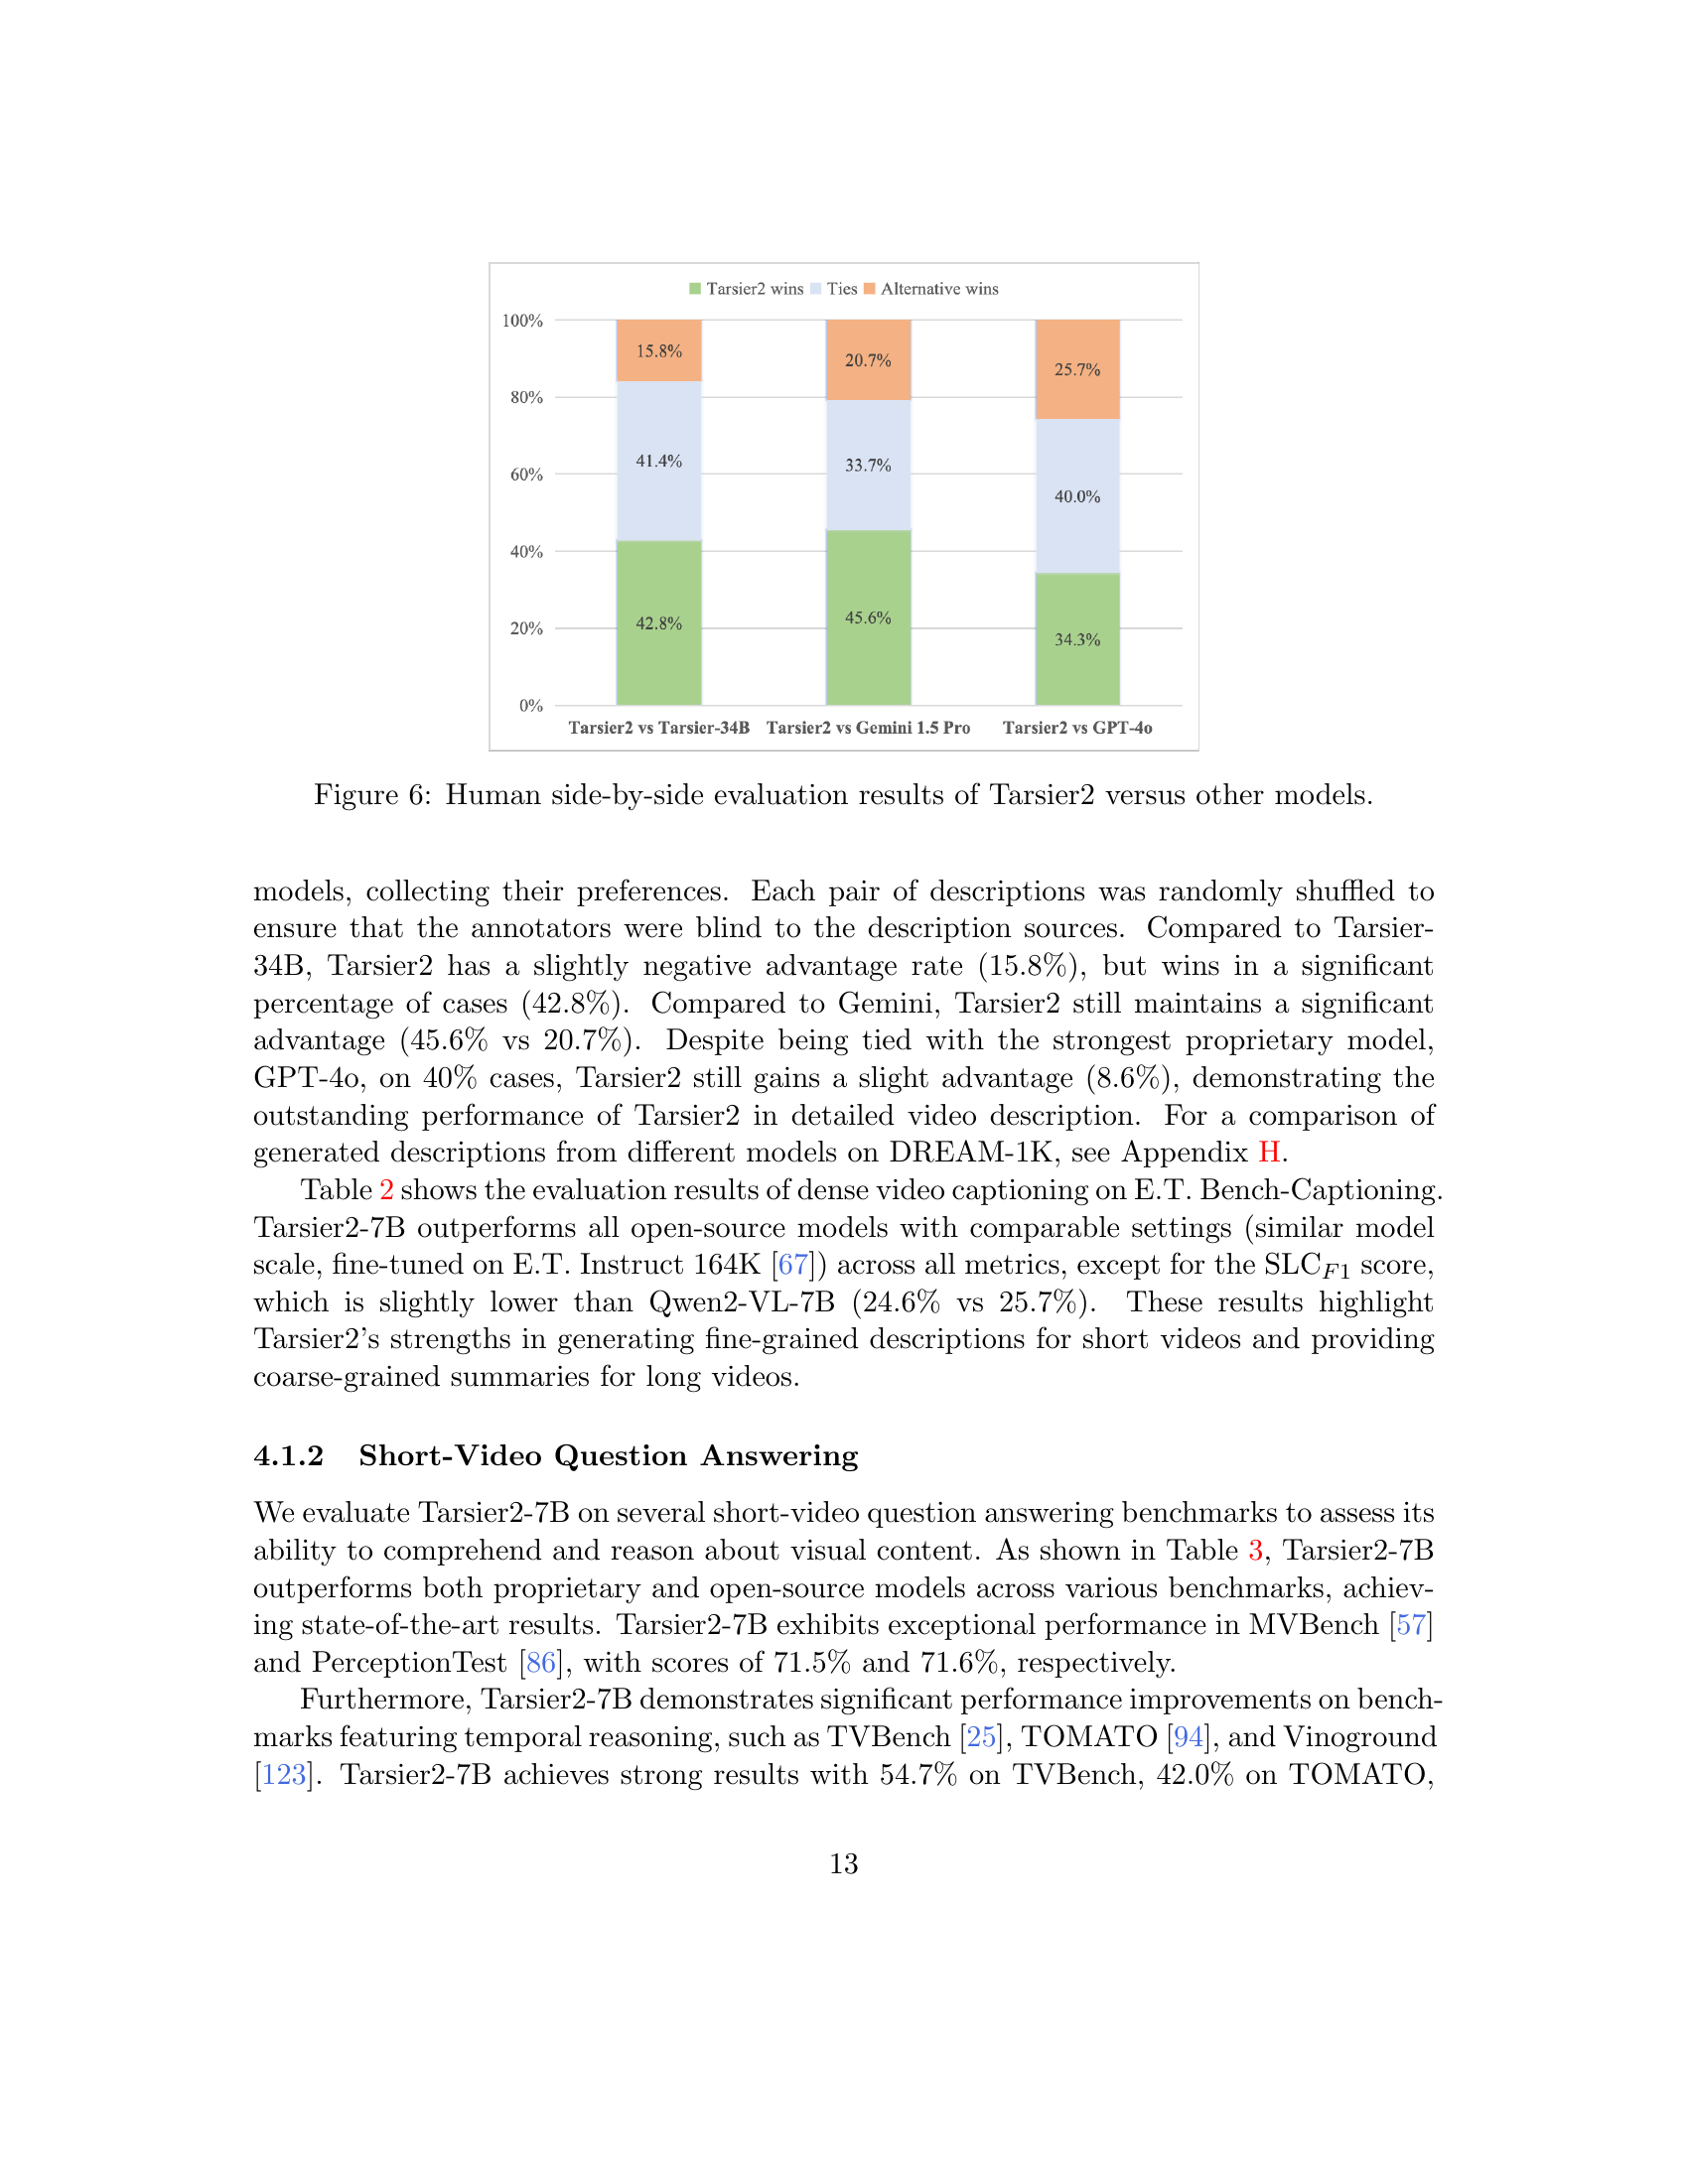 Tarsier2 wins Ties Alternative wins
100%
80%
60%
40%
20%
0%
15.8%
41.4%
42.8%
20.7%
33.7%
45.6%
25.7%
40.0%
34.3%
Tarsier2 vs Tarsier-34B Tarsier2 vs Gemini 1.5 Pro Tarsier2 vs GPT-4o
Figure 6: Human side-by-side evaluation results of Tarsier2 versus other models.
models, collecting their preferences. Each pair of descriptions was randomly shuffled to
ensure that the annotators were blind to the description sources. Compared to Tarsier-
34B, Tarsier2 has a slightly negative advantage rate (15.8%), but wins in a significant
percentage of cases (42.8%). Compared to Gemini, Tarsier2 still maintains a significant
advantage (45.6% vs 20.7%). Despite being tied with the strongest proprietary model,
GPT-4o, on 40% cases, Tarsier2 still gains a slight advantage (8.6%), demonstrating the
outstanding performance of Tarsier2 in detailed video description. For a comparison of
generated descriptions from different models on DREAM-1K, see Appendix H.
Table 2 shows the evaluation results of dense video captioning on E.T. Bench-Captioning.
Tarsier2-7B outperforms all open-source models with comparable settings (similar model
scale, fine-tuned on E.T. Instruct 164K [67]) across all metrics, except for the SLC_F1 score,
which is slightly lower than Qwen2-VL-7B (24.6% vs 25.7%). These results highlight
Tarsier2's strengths in generating fine-grained descriptions for short videos and providing
coarse-grained summaries for long videos.
4.1.2 Short-Video Question Answering
We evaluate Tarsier2-7B on several short-video question answering benchmarks to assess its
ability to comprehend and reason about visual content. As shown in Table 3, Tarsier2-7B
outperforms both proprietary and open-source models across various benchmarks, achiev-
ing state-of-the-art results. Tarsier2-7B exhibits exceptional performance in MVBench [57]
and PerceptionTest [86], with scores of 71.5% and 71.6%, respectively.
Furthermore, Tarsier2-7B demonstrates significant performance improvements on bench-
marks featuring temporal reasoning, such as TVBench [25], TOMATO [94], and Vinoground
[123]. Tarsier2-7B achieves strong results with 54.7% on TVBench, 42.0% on TOMATO,
13